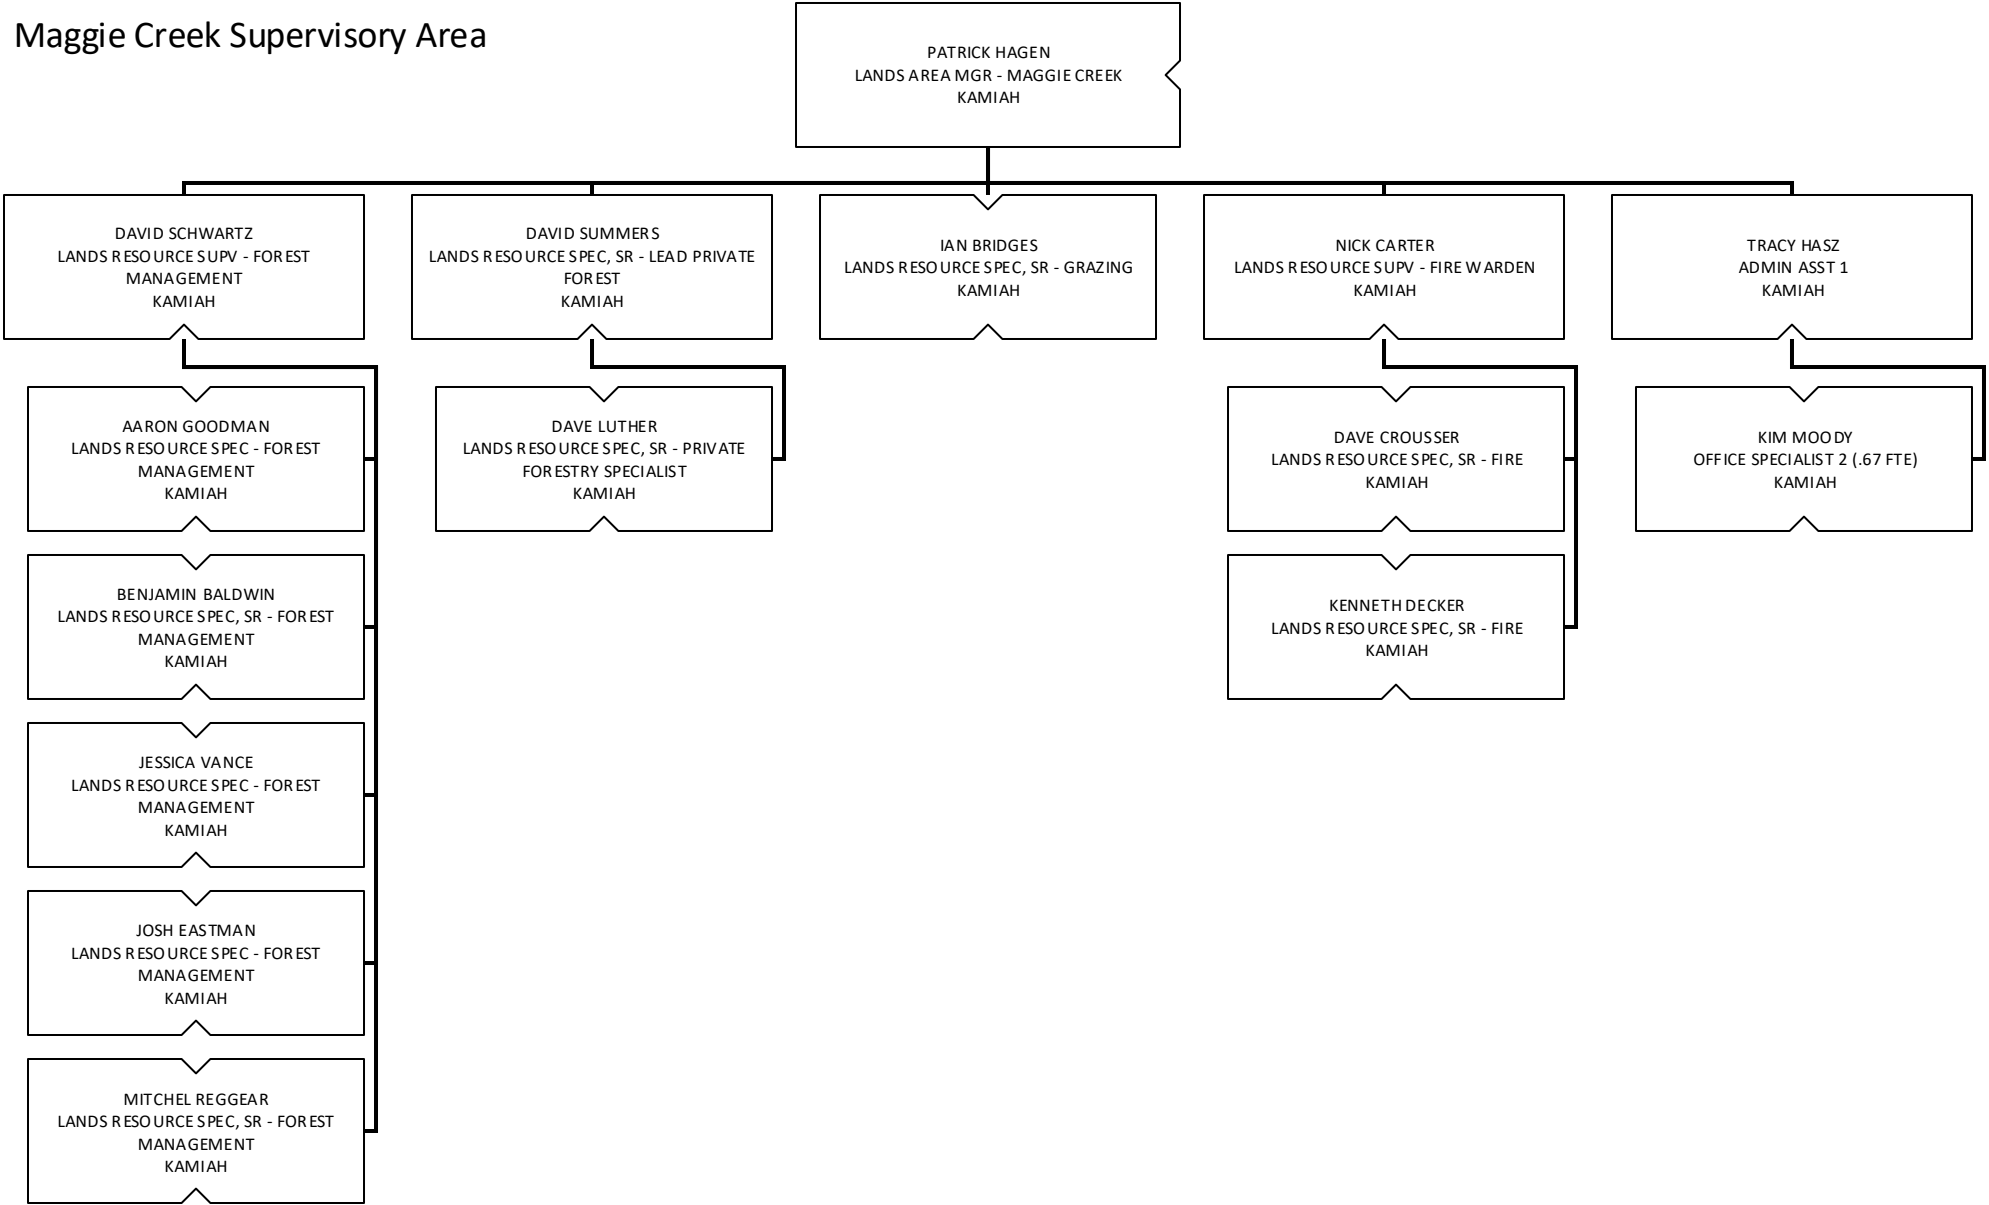 Maggie Creek Supervisory Area
PATRICK HAGEN
LANDS AREA MGR - MAGGIE CREEK
KAMIAH
DAVID SCHWARTZ
LANDS RESOURCE SUPV - FOREST
MANAGEMENT
KAMIAH
DAVID SUMMERS
LANDS RESOURCE SPEC, SR - LEAD PRIVATE
FOREST
KAMIAH
IAN BRIDGES
LANDS RESOURCE SPEC, SR - GRAZING
KAMIAH
NICK CARTER
LANDS RESOURCE SUPV - FIRE WARDEN
KAMIAH
TRACY HASZ
ADMIN ASST 1
KAMIAH
AARON GOODMAN
LANDS RESOURCE SPEC - FOREST
MANAGEMENT
KAMIAH
DAVE LUTHER
LANDS RESOURCE SPEC, SR - PRIVATE
FORESTRY SPECIALIST
KAMIAH
DAVE CROUSSER
LANDS RESOURCE SPEC, SR - FIRE
KAMIAH
KIM MOODY
OFFICE SPECIALIST 2 (.67 FTE)
KAMIAH
BENJAMIN BALDWIN
LANDS RESOURCE SPEC, SR - FOREST
MANAGEMENT
KAMIAH
KENNETH DECKER
LANDS RESOURCE SPEC, SR - FIRE
KAMIAH
JESSICA VANCE
LANDS RESOURCE SPEC - FOREST
MANAGEMENT
KAMIAH
JOSH EASTMAN
LANDS RESOURCE SPEC - FOREST
MANAGEMENT
KAMIAH
MITCHEL REGGEAR
LANDS RESOURCE SPEC, SR - FOREST
MANAGEMENT
KAMIAH